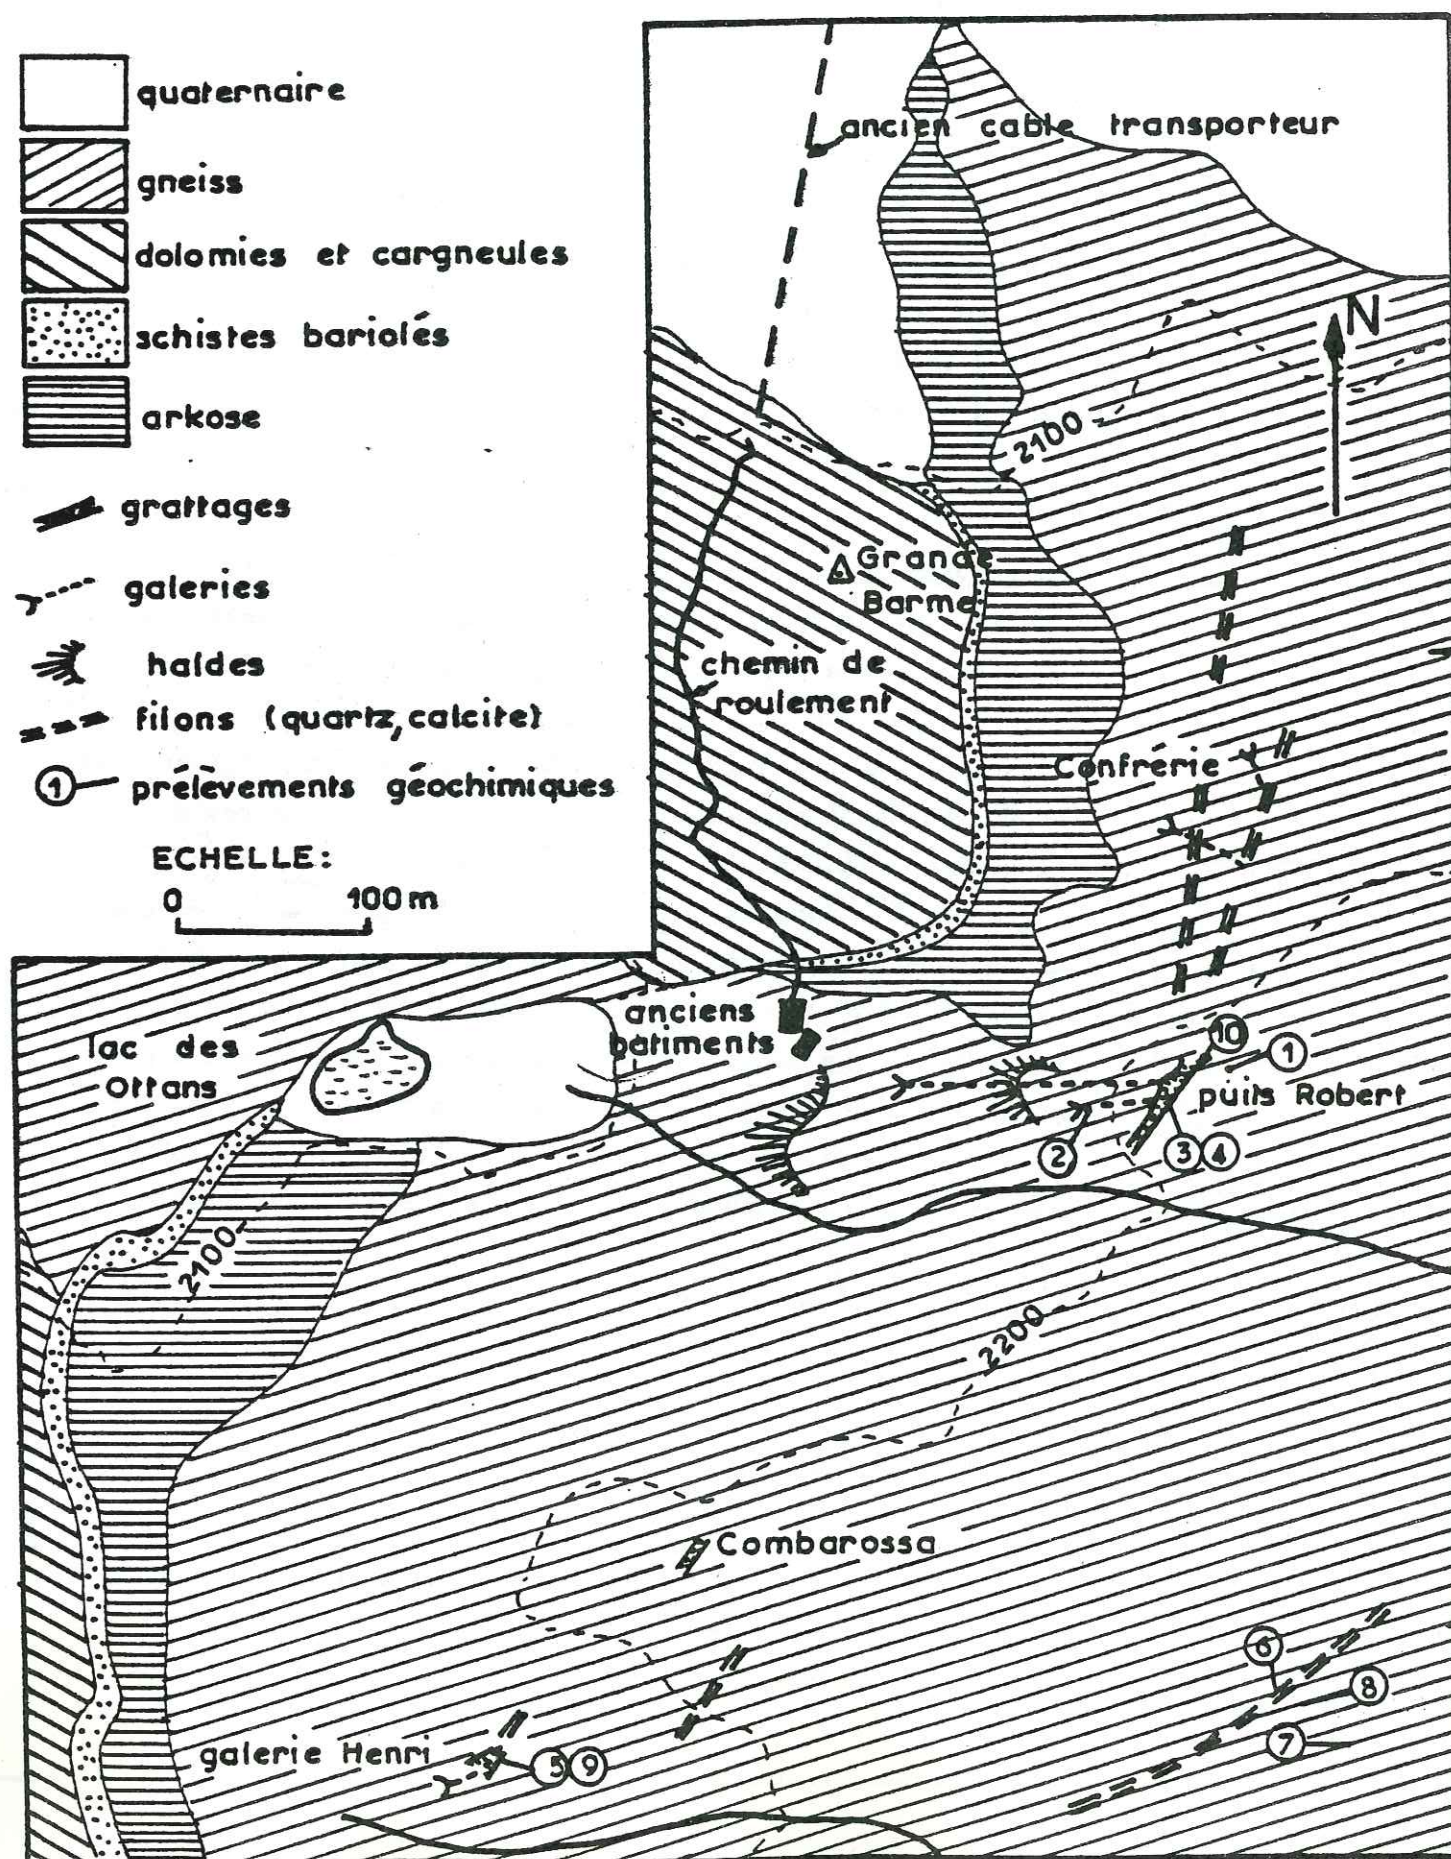 quaternaire
gneiss
dolomies et cargneules
schistes bariolés
arkose
grattages
galeries
haldes
filons (quartz, calcite)
① prélèvements géochimiques
ECHELLE:
0 100m
ancien cable transporteur
N
2100
Grande
Barme
chemin de
roulement
Confrérie
anciens
batiments
lac des
Ottans
10
1
puits Robert
2
3 4
2100
2200
Combarossa
6
8
7
galerie Henri
5 9